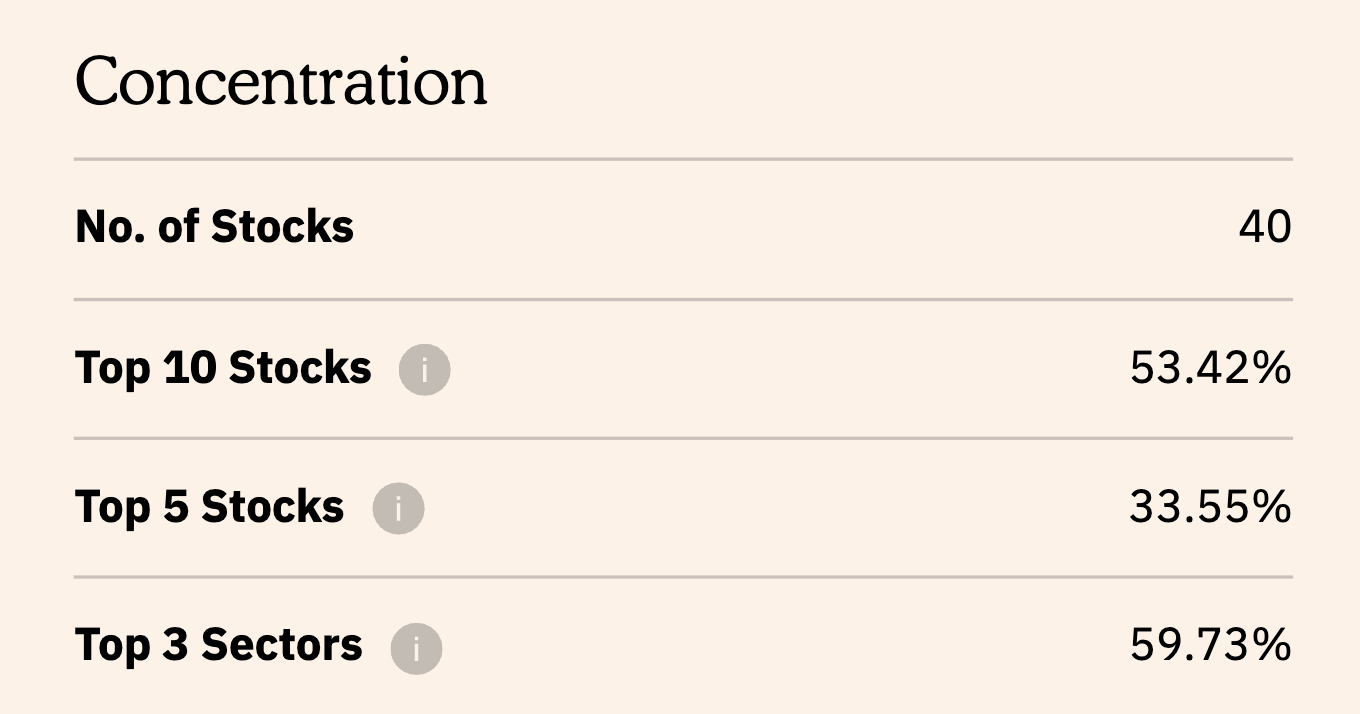 Concentration
No. of Stocks 40
Top 10 Stocks i 53.42%
Top 5 Stocks i 33.55%
Top 3 Sectors i 59.73%